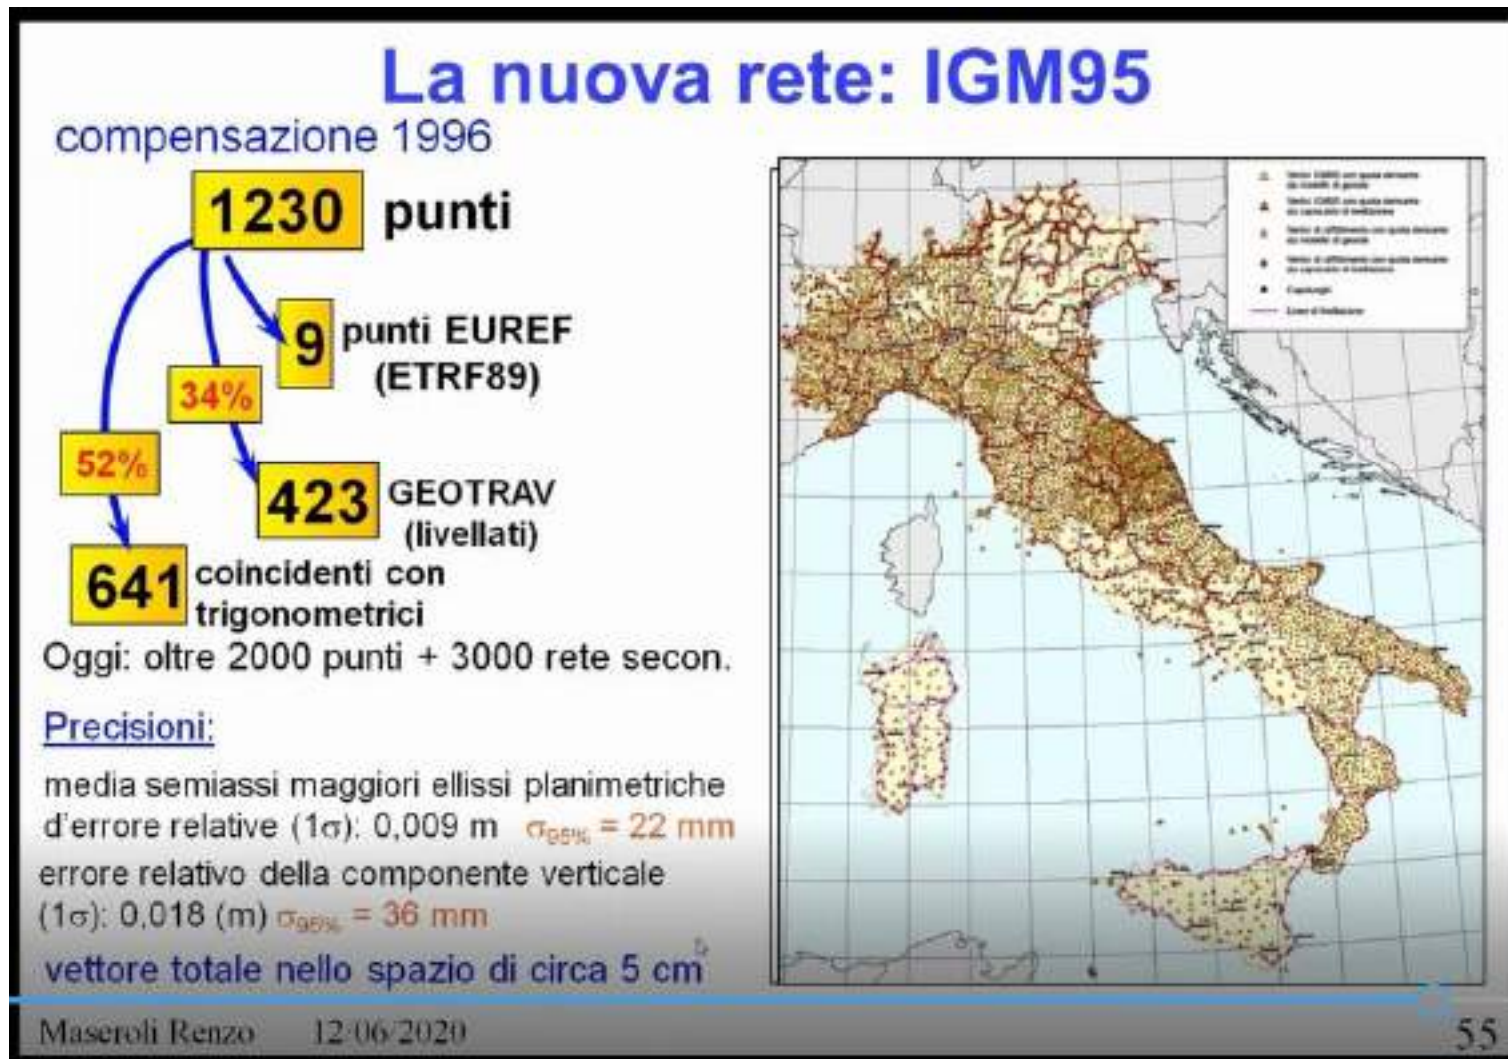 La nuova rete: IGM95
compensazione 1996
1230 punti
9 punti EUREF
(ETRF89)
34%
52%
423 GEOTRAV
(livellati)
641 coincidenti con
trigonometrici
Oggi: oltre 2000 punti + 3000 rete secon.
Precisioni:
media semiassi maggiori ellissi planimetriche
d'errore relative (1σ): 0,009 m σ95% = 22 mm
errore relativo della componente verticale
(1σ): 0,018 (m) σ95% = 36 mm
vettore totale nello spazio di circa 5 cm
Maseroli Renzo 12/06/2020
55